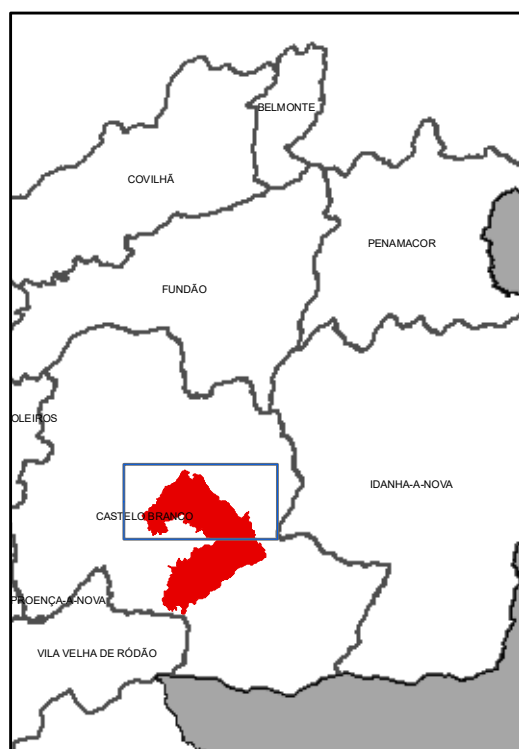 BELMONTE
COVILHÃ
PENAMACOR
FUNDÃO
OLEIROS
IDANHA-A-NOVA
CASTELO BRANCO
PROENÇA-A-NOVA
VILA VELHA DE RÓDÃO